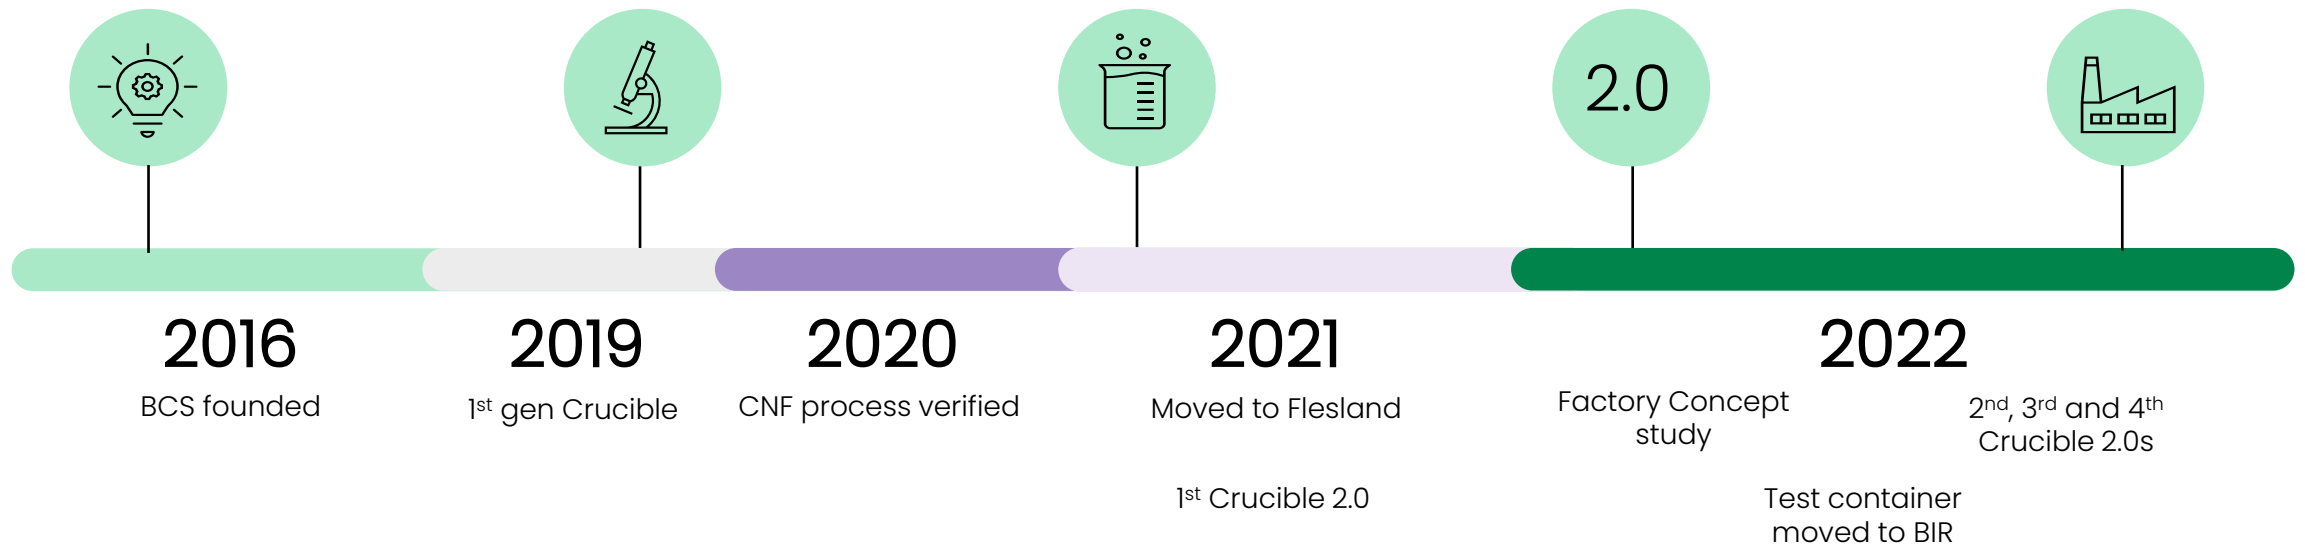 2.0
2016
2019
2020
2021
2022
BCS founded
1st gen Crucible
CNF process verified
Moved to Flesland
1st Crucible 2.0
Factory Concept
study
2nd, 3rd and 4th
Crucible 2.0s
Test container
moved to BIR